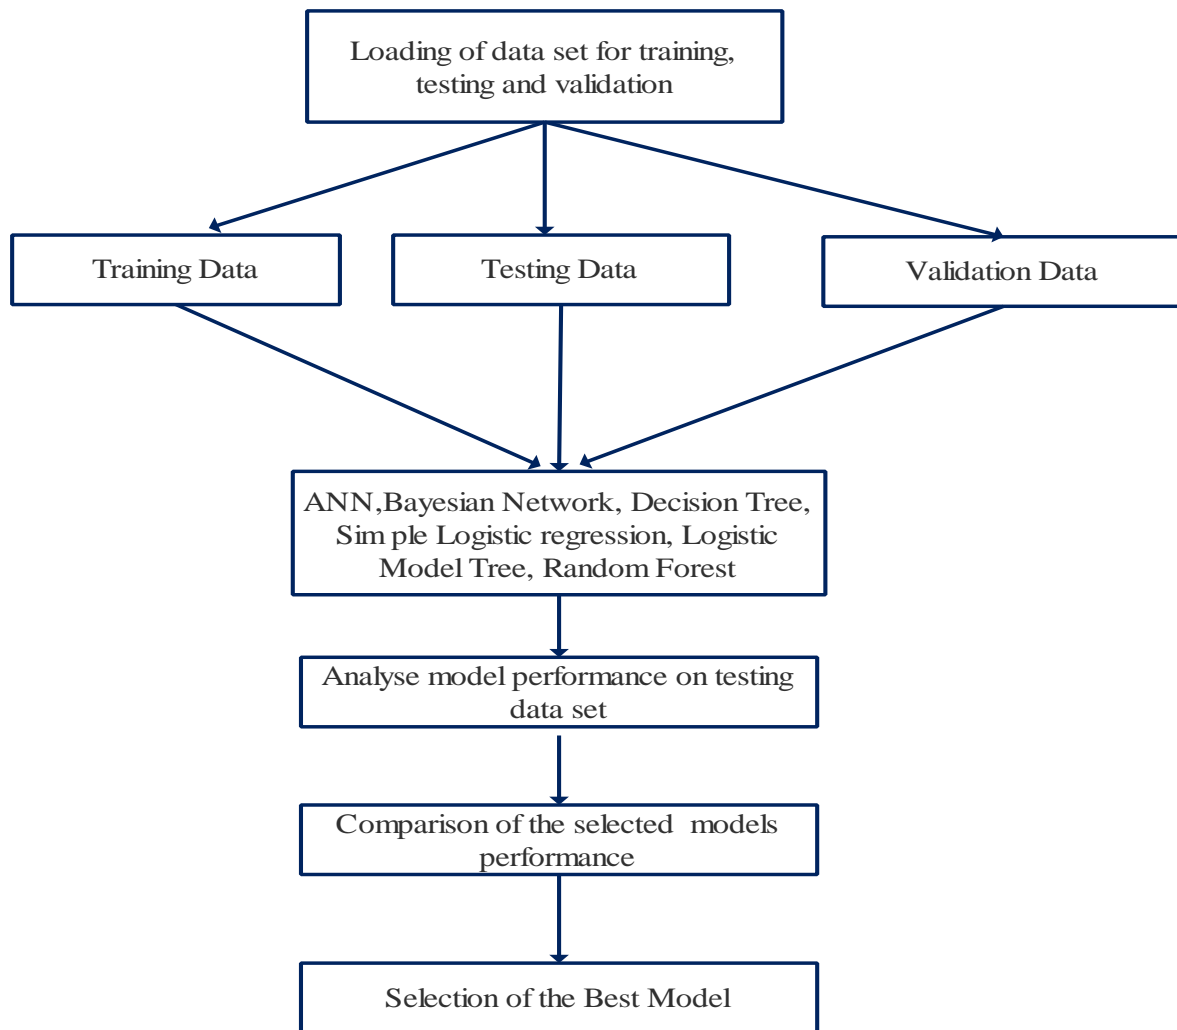 Loading of data set for training,
testing and validation
Training Data
Testing Data
Validation Data
ANN,Bayesian Network, Decision Tree,
Sim ple Logistic regression, Logistic
Model Tree, Random Forest
Analyse model performance on testing
data set
Comparison of the selected  models
performance
Selection of the Best Model